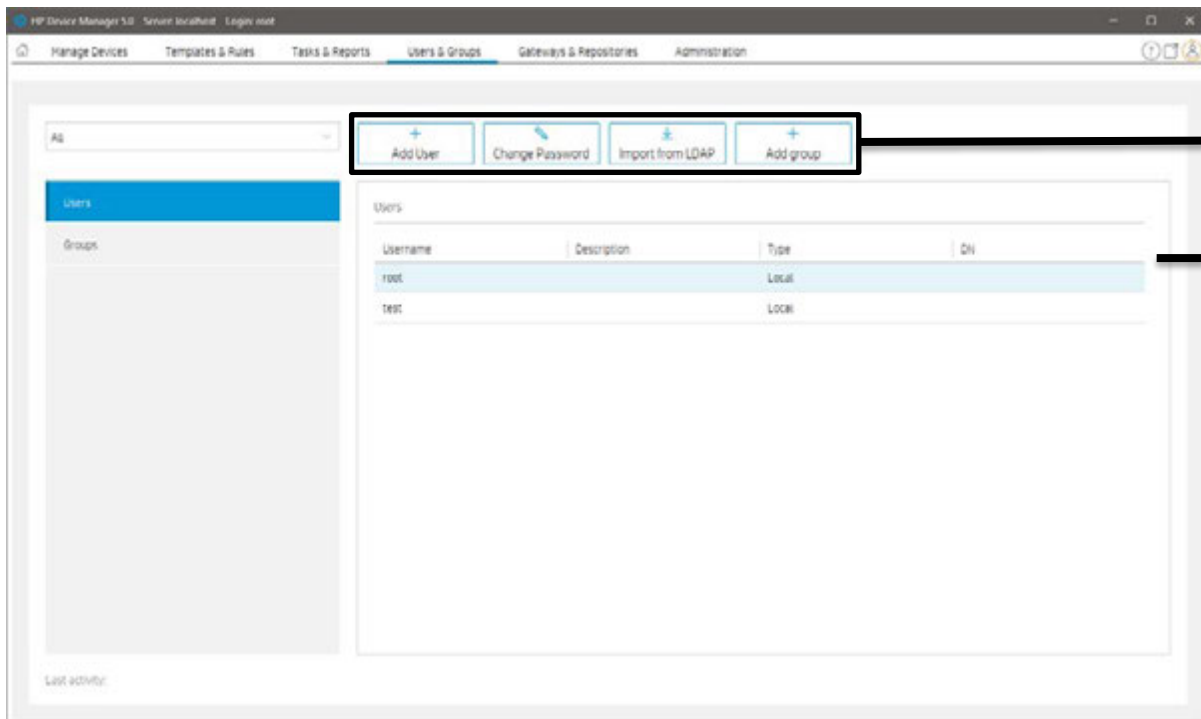 HP Device Manager 5.0 Server localhost Login: root
Manage Devices Templates & Rules Tasks & Reports Users & Groups Gateways & Repositories Administration
All
Add User Change Password Import from LDAP Add group
Users
Groups
Users
Username Description Type DN
root Local
test Local
Last activity: